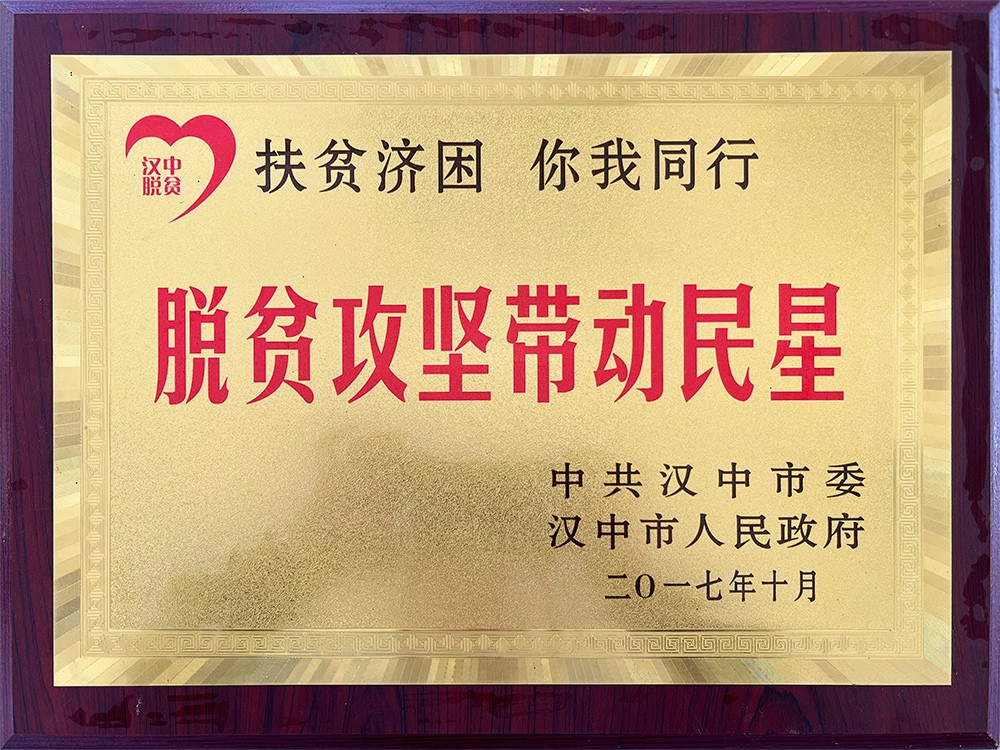 汉中
脱贫
扶贫济困 你我同行
脱贫攻坚带动民星
中共汉中市委
汉中市人民政府
二〇一七年十月